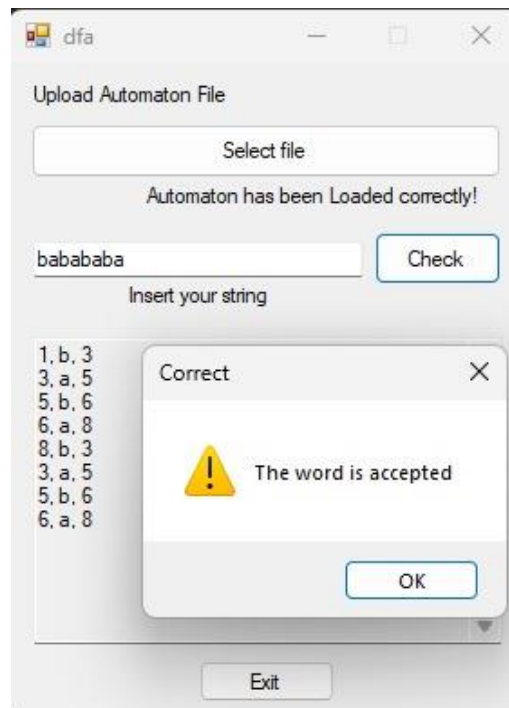 dfa
Upload Automaton File
Select file
Automaton has been Loaded correctly!
babababa
Check
Insert your string
1, b, 3
3, a, 5
5, b, 6
6, a, 8
8, b, 3
3, a, 5
5, b, 6
6, a, 8
Correct
The word is accepted
OK
Exit